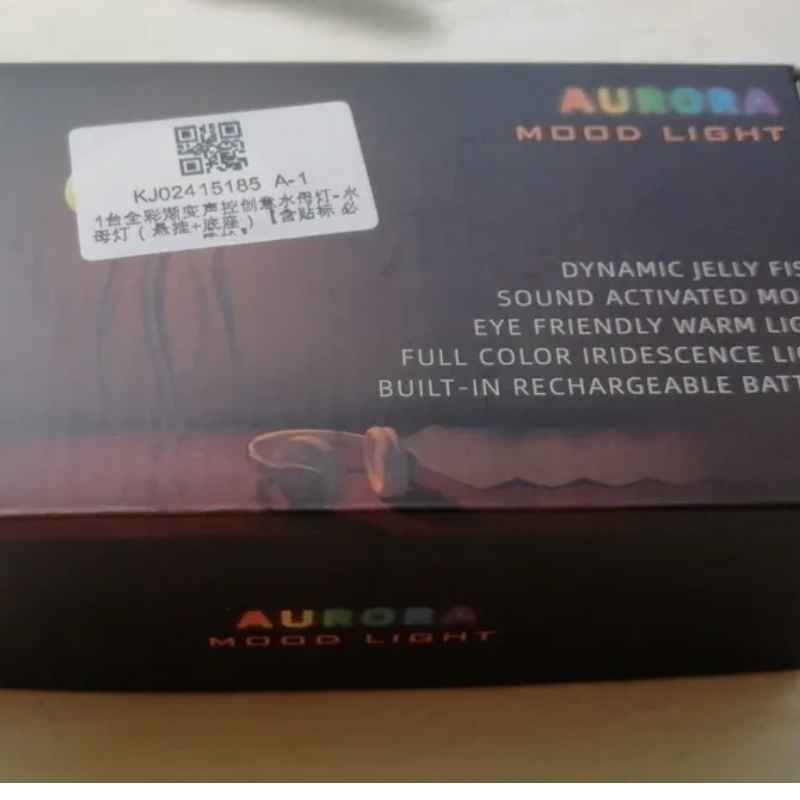 AURORA
MOOD LIGHT
KJ02415185 A-1
1台全彩渐变声控创意水母灯-水
母灯（悬挂+底座）【含贴标 必
DYNAMIC JELLY FIS
SOUND ACTIVATED MO
EYE FRIENDLY WARM LIG
FULL COLOR IRIDESCENCE LIG
BUILT-IN RECHARGEABLE BATT
AURORA
MOOD LIGHT